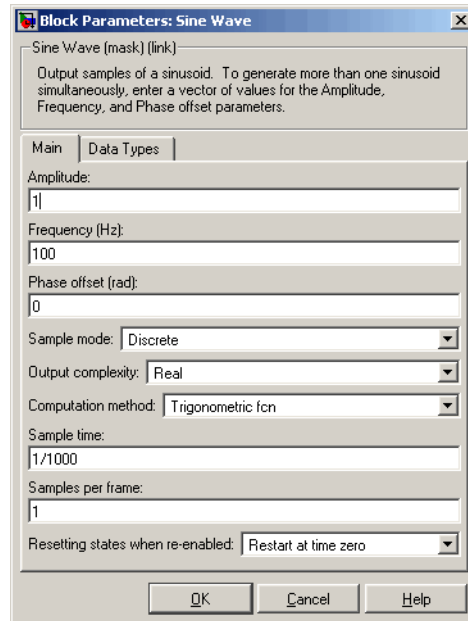 Block Parameters: Sine Wave
Sine Wave (mask) (link)
Output samples of a sinusoid. To generate more than one sinusoid
simultaneously, enter a vector of values for the Amplitude,
Frequency, and Phase offset parameters.
Main Data Types
Amplitude:
1
Frequency (Hz):
100
Phase offset (rad):
0
Sample mode: Discrete
Output complexity: Real
Computation method: Trigonometric fcn
Sample time:
1/1000
Samples per frame:
1
Resetting states when re-enabled: Restart at time zero
OK Cancel Help